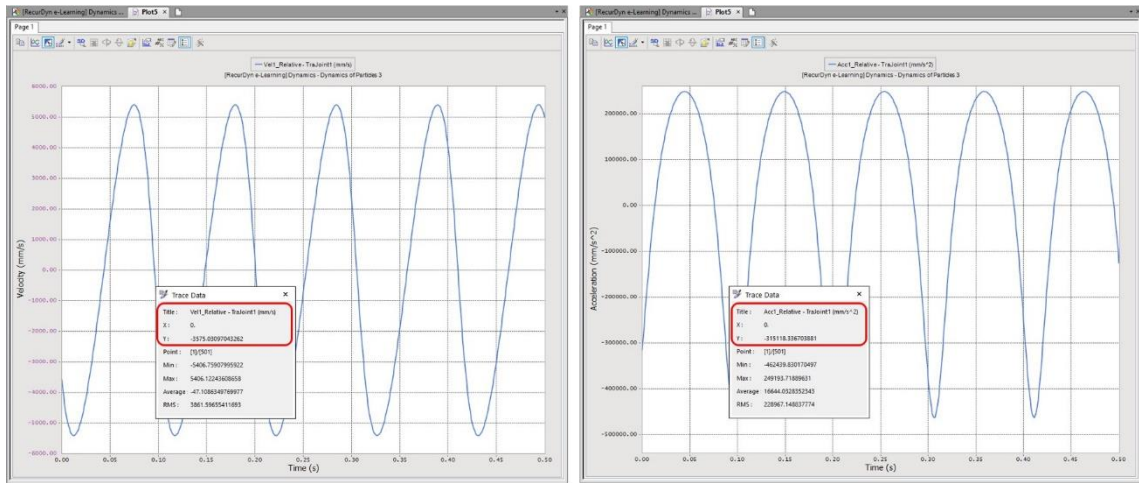 [RecurDyn e-Learning] Dynamics ... Plot5
Page 1
Vel1_Relative - TraJoint1 (mm/s)
[RecurDyn e-Learning] Dynamics - Dynamics of Particles 3
6000.00
5000.00
4000.00
3000.00
2000.00
1000.00
0.00
-1000.00
-2000.00
-3000.00
-4000.00
-5000.00
-6000.00
Velocity (mm/s)
0.00 0.05 0.10 0.15 0.20 0.25 0.30 0.35 0.40 0.45 0.50
Time (s)
Trace Data
Title : Vel1_Relative - TraJoint1 (mm/s)
X : 0.
Y : -3575.03097043262
Point : [1]/[501]
Min : -5406.75907995922
Max : 5406.12243608658
Average : -47.1086349769977
RMS : 3861.59655411693
[RecurDyn e-Learning] Dynamics ... Plot5
Page 1
Acc1_Relative - TraJoint1 (mm/s^2)
[RecurDyn e-Learning] Dynamics - Dynamics of Particles 3
200000.00
100000.00
0.00
-100000.00
-200000.00
-300000.00
-400000.00
-500000.00
Acceleration (mm/s^2)
0.00 0.05 0.10 0.15 0.20 0.25 0.30 0.35 0.40 0.45 0.50
Time (s)
Trace Data
Title : Acc1_Relative - TraJoint1 (mm/s^2)
X : 0.
Y : -315118.336703881
Point : [1]/[501]
Min : -462439.830170497
Max : 249193.71889631
Average : 16644.0328352343
RMS : 228967.148037774